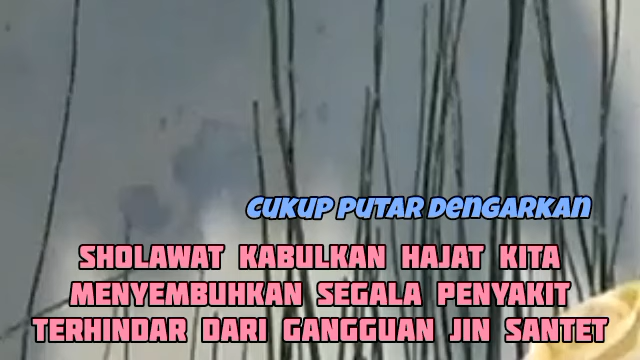 CUKUP PUTAR DENGARKAN
SHOLAWAT KABULKAN HAJAT KITA
MENYEMBUHKAN SEGALA PENYAKIT
TERHINDAR DARI GANGGUAN JIN SANTET